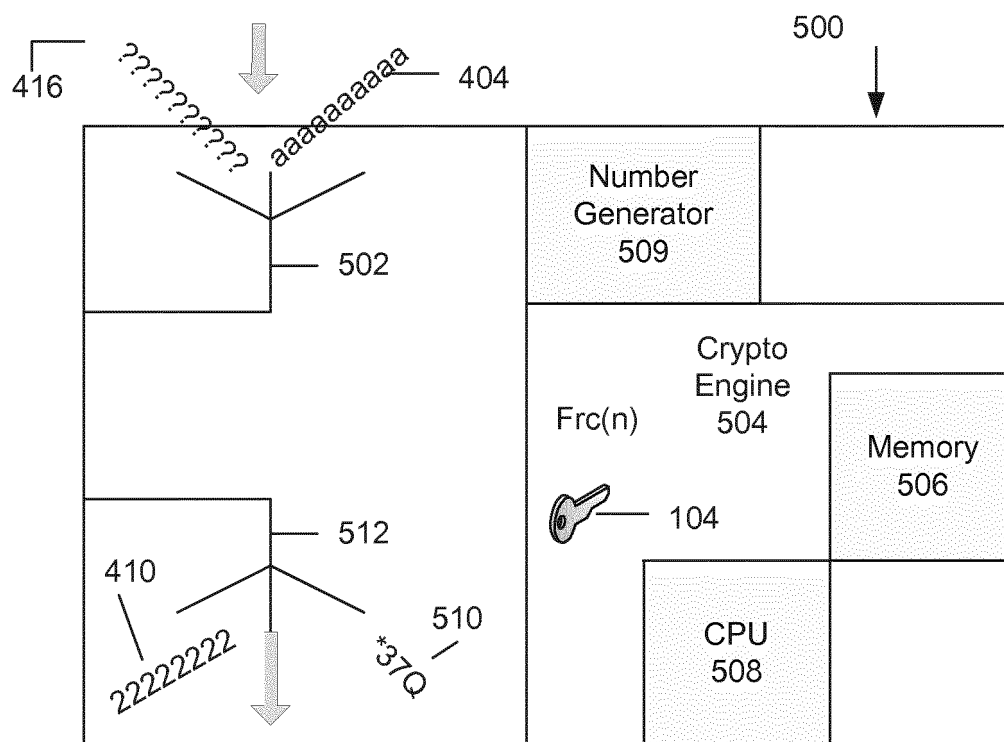 500
416
??????????
aaaaaaaaaa
404
Number
Generator
509
502
Crypto
Engine
504
Frc(n)
Memory
506
104
512
410
510
22222222
*37Q
CPU
508